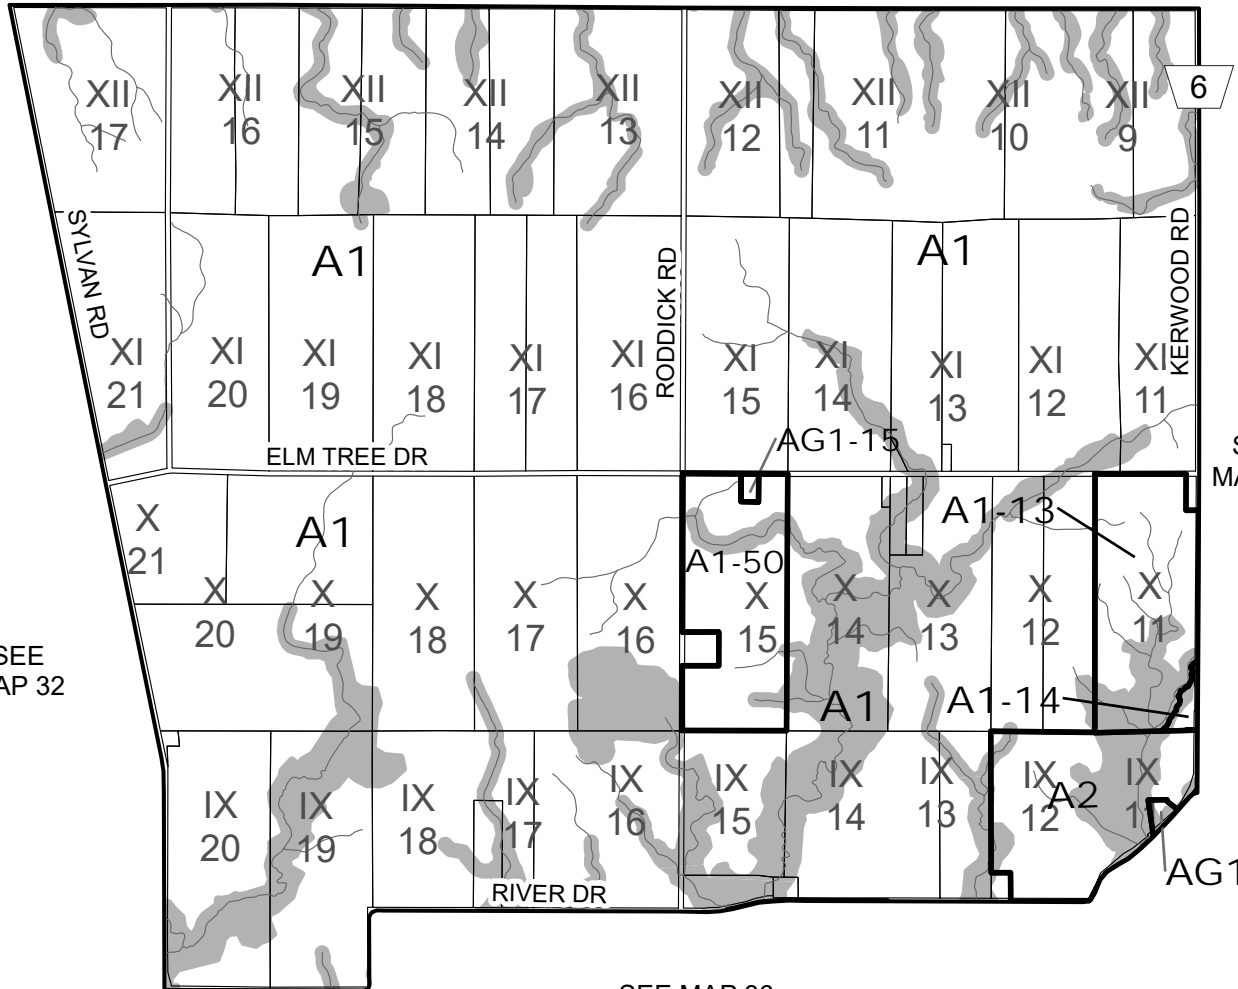 XII
17
XII
16
XII
15
XII
14
XII
13
XII
12
XII
11
XII
10
XII
9
6
SYLVAN RD
A1
RODDICK RD
A1
KERWOOD RD
XI
21
XI
20
XI
19
XI
18
XI
17
XI
16
XI
15
XI
14
XI
13
XI
12
XI
11
ELM TREE DR
AG1-15
X
21
A1
A1-50
A1-13
X
20
X
19
X
18
X
17
X
16
X
15
X
14
X
13
X
12
X
11
SEE
AP 32
A1
A1-14
IX
20
IX
19
IX
18
IX
17
IX
16
IX
15
IX
14
IX
13
IX
12
A2
IX
11
AG1
RIVER DR
S
MA